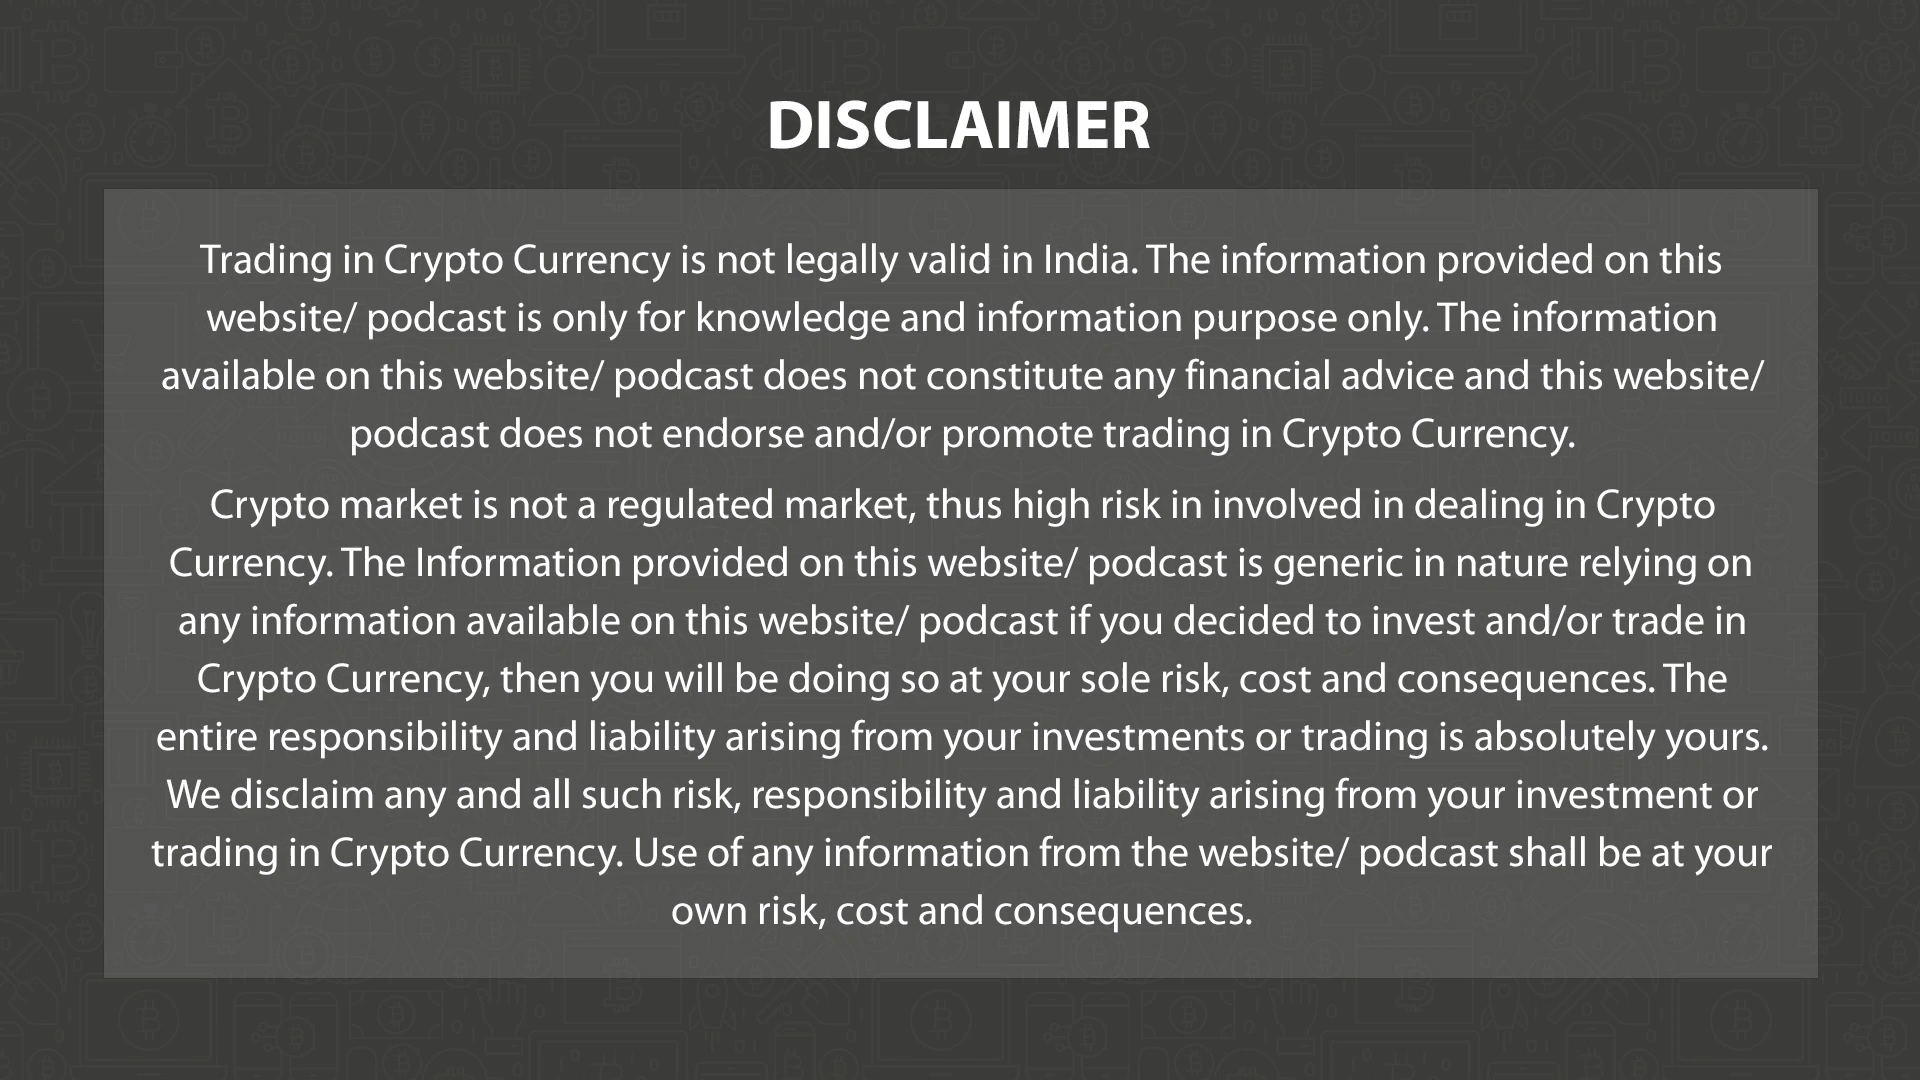 DISCLAIMER
Trading in Crypto Currency is not legally valid in India. The information provided on this
website/ podcast is only for knowledge and information purpose only. The information
available on this website/ podcast does not constitute any financial advice and this website/
podcast does not endorse and/or promote trading in Crypto Currency.
Crypto market is not a regulated market, thus high risk in involved in dealing in Crypto
Currency. The Information provided on this website/ podcast is generic in nature relying on
any information available on this website/ podcast if you decided to invest and/or trade in
Crypto Currency, then you will be doing so at your sole risk, cost and consequences. The
entire responsibility and liability arising from your investments or trading is absolutely yours.
We disclaim any and all such risk, responsibility and liability arising from your investment or
trading in Crypto Currency. Use of any information from the website/ podcast shall be at your
own risk, cost and consequences.